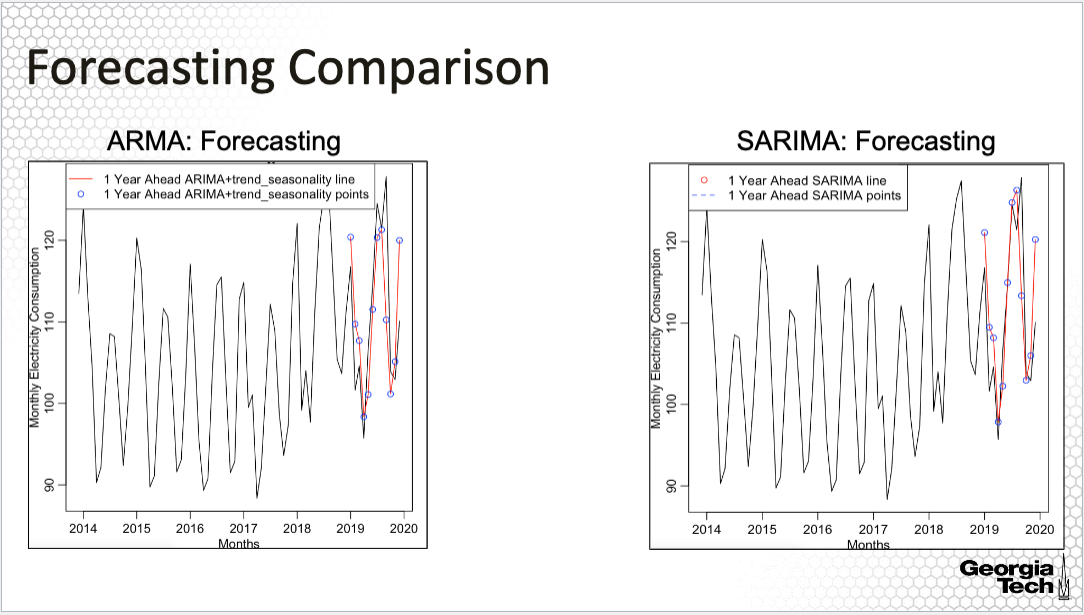 Forecasting Comparison
ARMA: Forecasting
1 Year Ahead ARIMA+trend_seasonality line
1 Year Ahead ARIMA+trend_seasonality points
Monthly Electricity Consumption
120
110
100
90
2014 2015 2016 2017 2018 2019 2020
Months
SARIMA: Forecasting
1 Year Ahead SARIMA line
1 Year Ahead SARIMA points
Monthly Electricity Consumption
120
110
100
90
2014 2015 2016 2017 2018 2019 2020
Months
Georgia
Tech